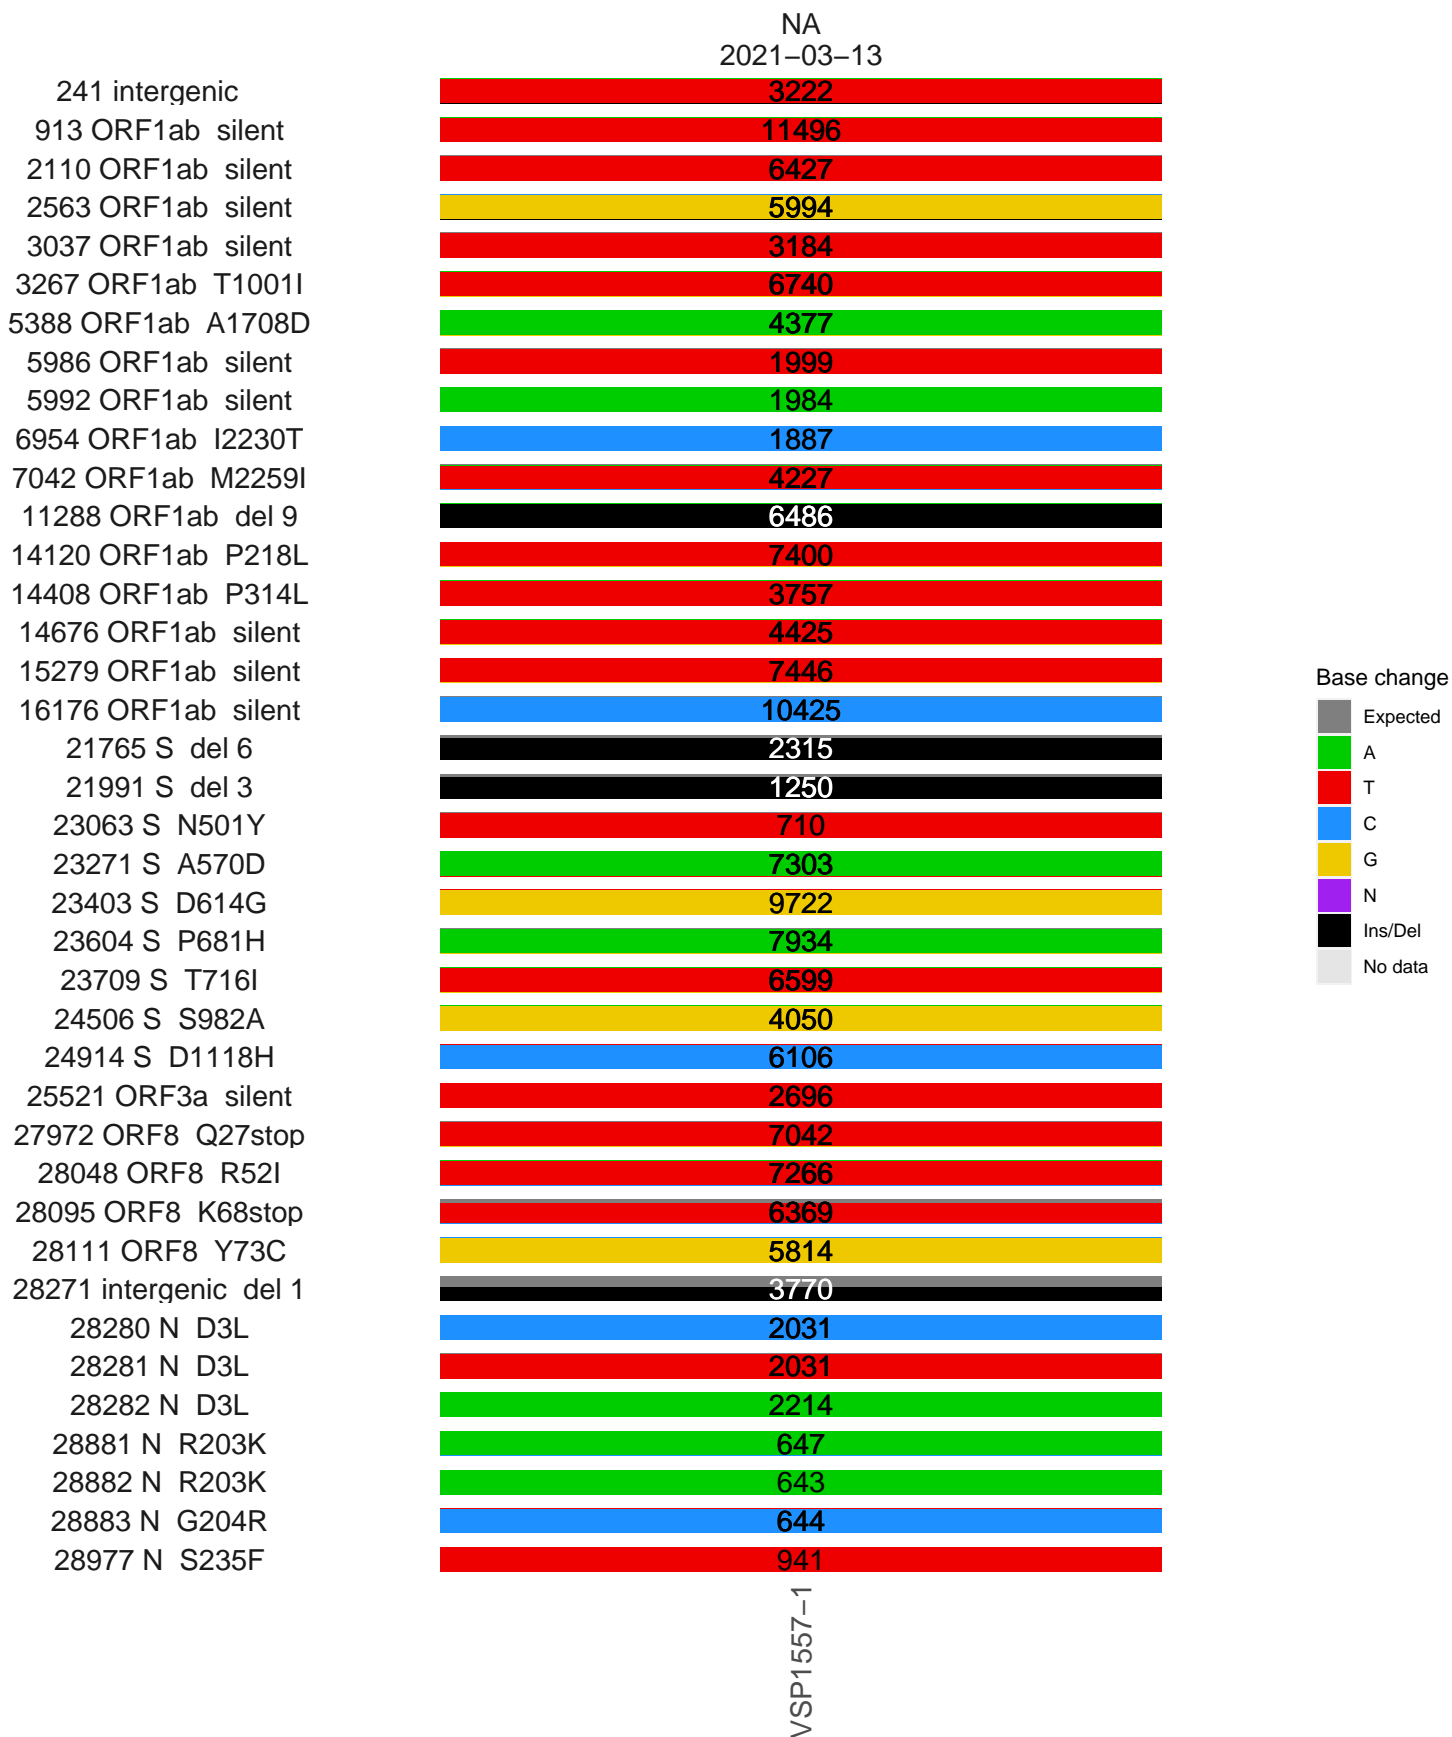 NA
2021−03−13
241 intergenic 3222
913 ORF1ab silent 11496
2110 ORF1ab silent 6427
2563 ORF1ab silent 5994
3037 ORF1ab silent 3184
3267 ORF1ab T1001I 6740
5388 ORF1ab A1708D 4377
5986 ORF1ab silent 1999
5992 ORF1ab silent 1984
6954 ORF1ab I2230T 1887
7042 ORF1ab M2259I 4227
11288 ORF1ab del 9 6486
14120 ORF1ab P218L 7400
14408 ORF1ab P314L 3757
14676 ORF1ab silent 4425
15279 ORF1ab silent 7446
16176 ORF1ab silent 10425
21765 S del 6 2315
21991 S del 3 1250
23063 S N501Y 710
23271 S A570D 7303
23403 S D614G 9722
23604 S P681H 7934
23709 S T716I 6599
24506 S S982A 4050
24914 S D1118H 6106
25521 ORF3a silent 2696
27972 ORF8 Q27stop 7042
28048 ORF8 R52I 7266
28095 ORF8 K68stop 6369
28111 ORF8 Y73C 5814
28271 intergenic del 1 3770
28280 N D3L 2031
28281 N D3L 2031
28282 N D3L 2214
28881 N R203K 647
28882 N R203K 643
28883 N G204R 644
28977 N S235F 941
VSP1557−1
Base change
Expected
A
T
C
G
N
Ins/Del
No data